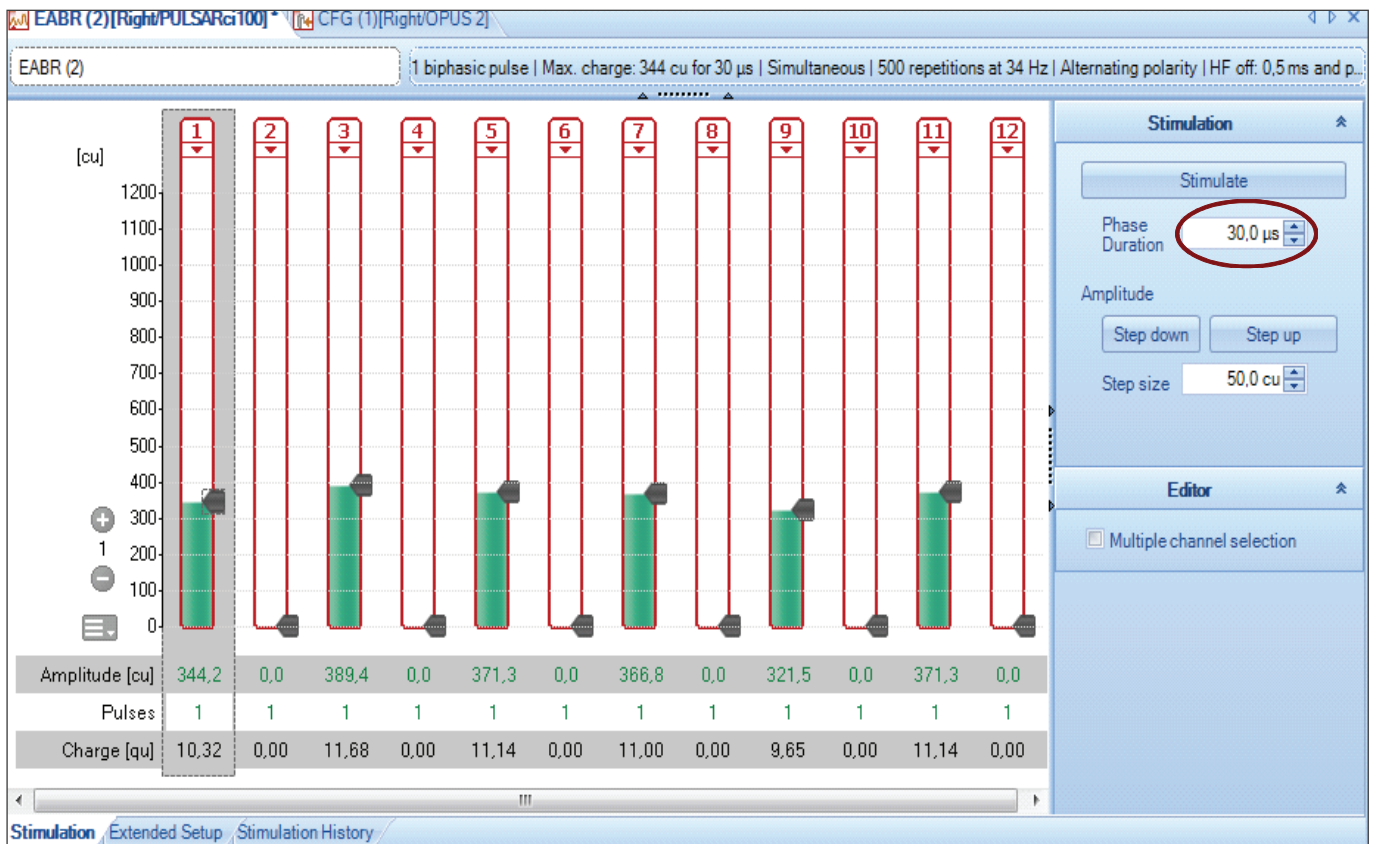 EABR (2)[Right/PULSARci100] * CFG (1)[Right/OPUS 2]
EABR (2) 1 biphasic pulse | Max. charge: 344 cu for 30 µs | Simultaneous | 500 repetitions at 34 Hz | Alternating polarity | HF off: 0,5 ms and p...
1 2 3 4 5 6 7 8 9 10 11 12
[cu]
1200
1100
1000
900
800
700
600
500
400
300
1
200
100
0
Amplitude [cu] 344,2 0,0 389,4 0,0 371,3 0,0 366,8 0,0 321,5 0,0 371,3 0,0
Pulses 1 1 1 1 1 1 1 1 1 1 1 1
Charge [qu] 10,32 0,00 11,68 0,00 11,14 0,00 11,00 0,00 9,65 0,00 11,14 0,00
Stimulation
Stimulate
Phase
Duration 30,0 µs
Amplitude
Step down Step up
Step size 50,0 cu
Editor
Multiple channel selection
Stimulation Extended Setup Stimulation History